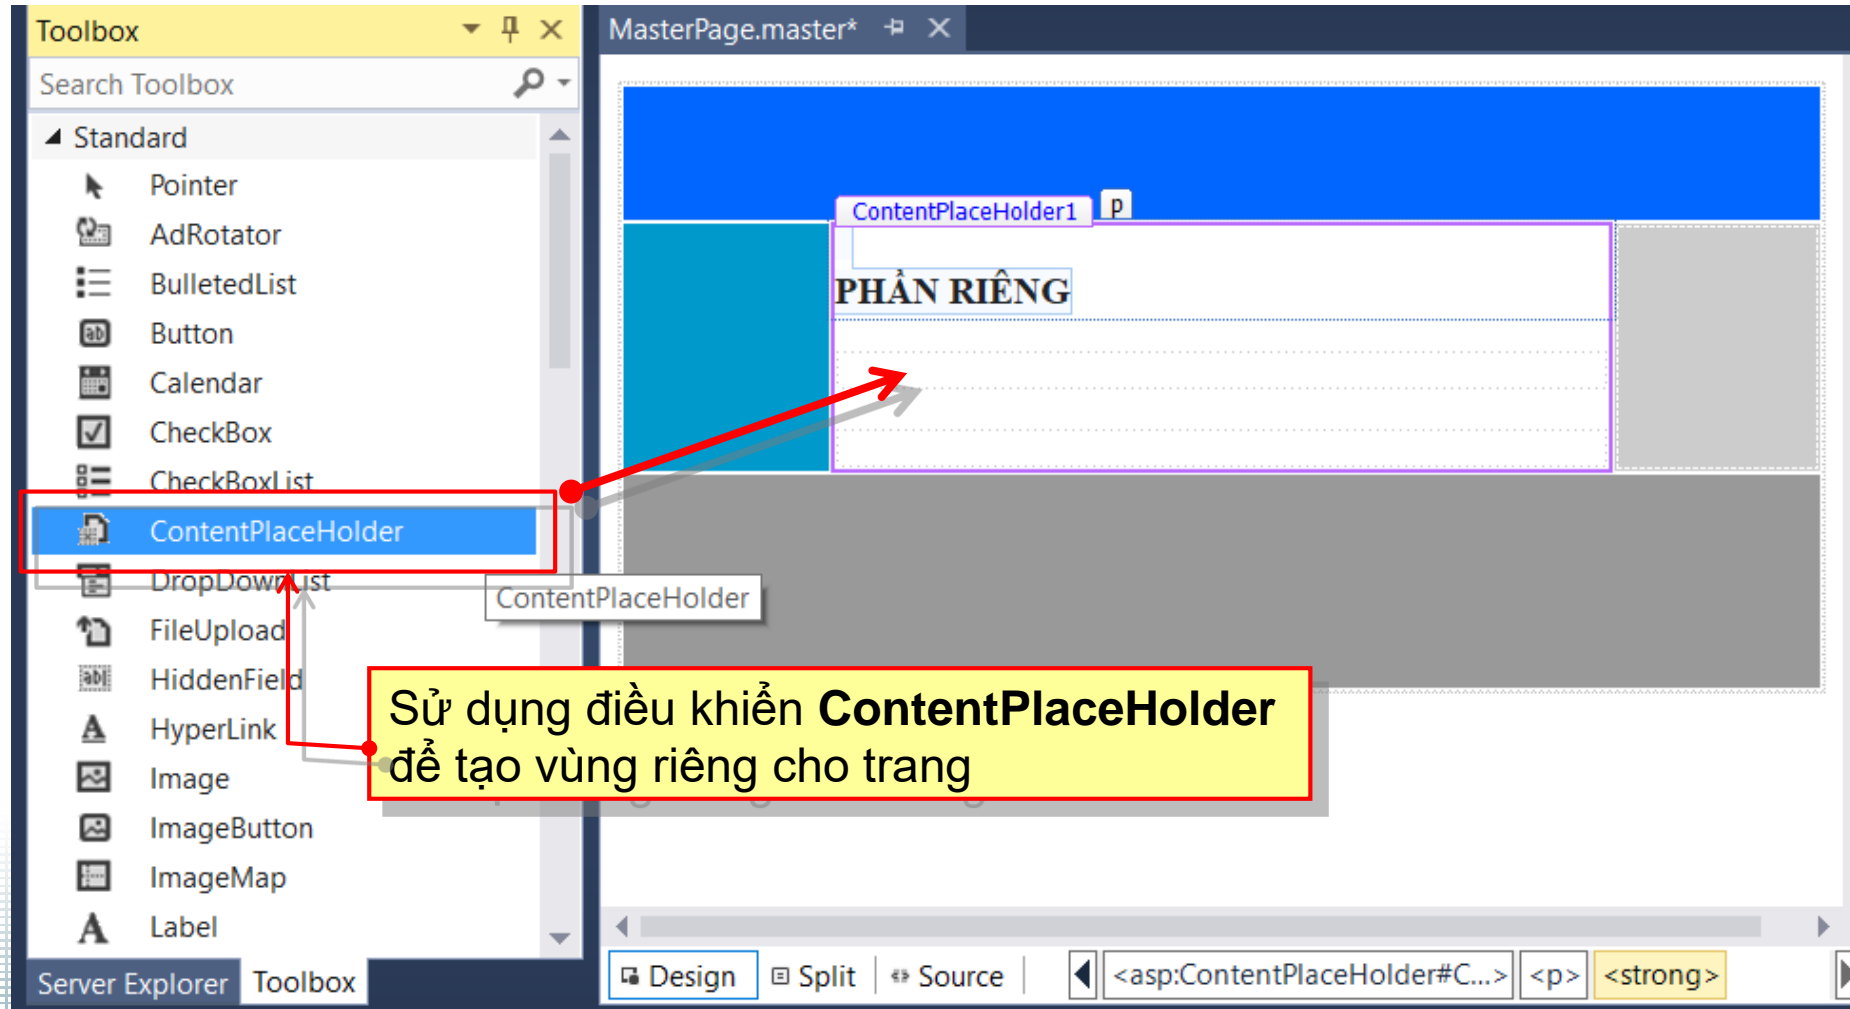 Toolbox
Search Toolbox
Standard
Pointer
AdRotator
BulletedList
Button
Calendar
CheckBox
CheckBoxList
ContentPlaceHolder
DropDownList
FileUpload
HiddenField
HyperLink
Image
ImageButton
ImageMap
Label
Server Explorer
Toolbox
ContentPlaceHolder
MasterPage.master*
ContentPlaceHolder1
p
PHẦN RIÊNG
Sử dụng điều khiển ContentPlaceHolder
để tạo vùng riêng cho trang
Design
Split
Source
<asp:ContentPlaceHolder#C...>
<p>
<strong>